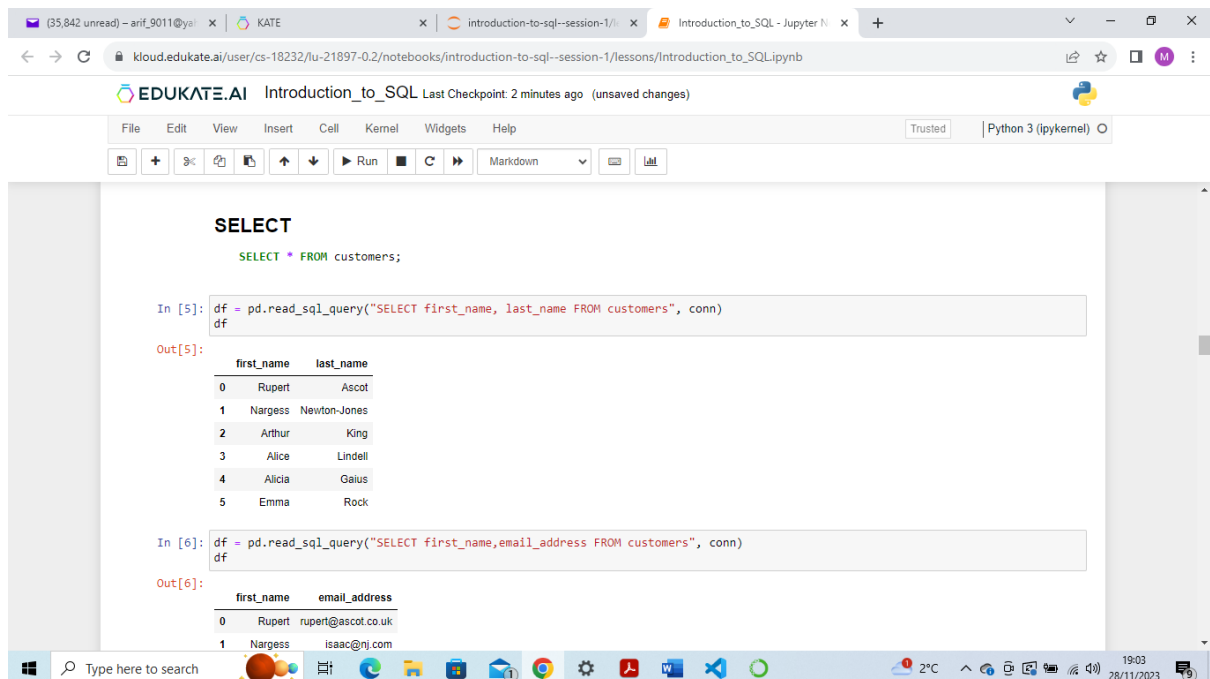 (35,842 unread) – arif_9011@yah
KATE
introduction-to-sql--session-1/le
Introduction_to_SQL - Jupyter N
kloud.edukate.ai/user/cs-18232/lu-21897-0.2/notebooks/introduction-to-sql--session-1/lessons/Introduction_to_SQL.ipynb
M
EDUKATE.AI Introduction_to_SQL Last Checkpoint: 2 minutes ago (unsaved changes)
File Edit View Insert Cell Kernel Widgets Help Trusted Python 3 (ipykernel)
Run Markdown
SELECT
SELECT * FROM customers;
In [5]: df = pd.read_sql_query("SELECT first_name, last_name FROM customers", conn)
df
Out[5]:
first_name last_name
0 Rupert Ascot
1 Nargess Newton-Jones
2 Arthur King
3 Alice Lindell
4 Alicia Gaius
5 Emma Rock
In [6]: df = pd.read_sql_query("SELECT first_name,email_address FROM customers", conn)
df
Out[6]:
first_name email_address
0 Rupert rupert@ascot.co.uk
1 Nargess isaac@nj.com
Type here to search
2°C
19:03
28/11/2023